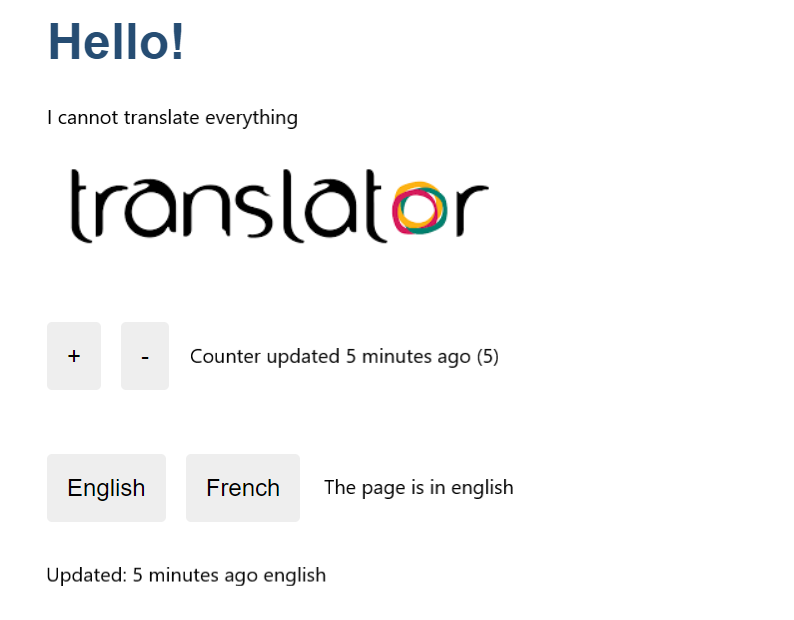 Hello!
I cannot translate everything
translator
+ - Counter updated 5 minutes ago (5)
English French The page is in english
Updated: 5 minutes ago english